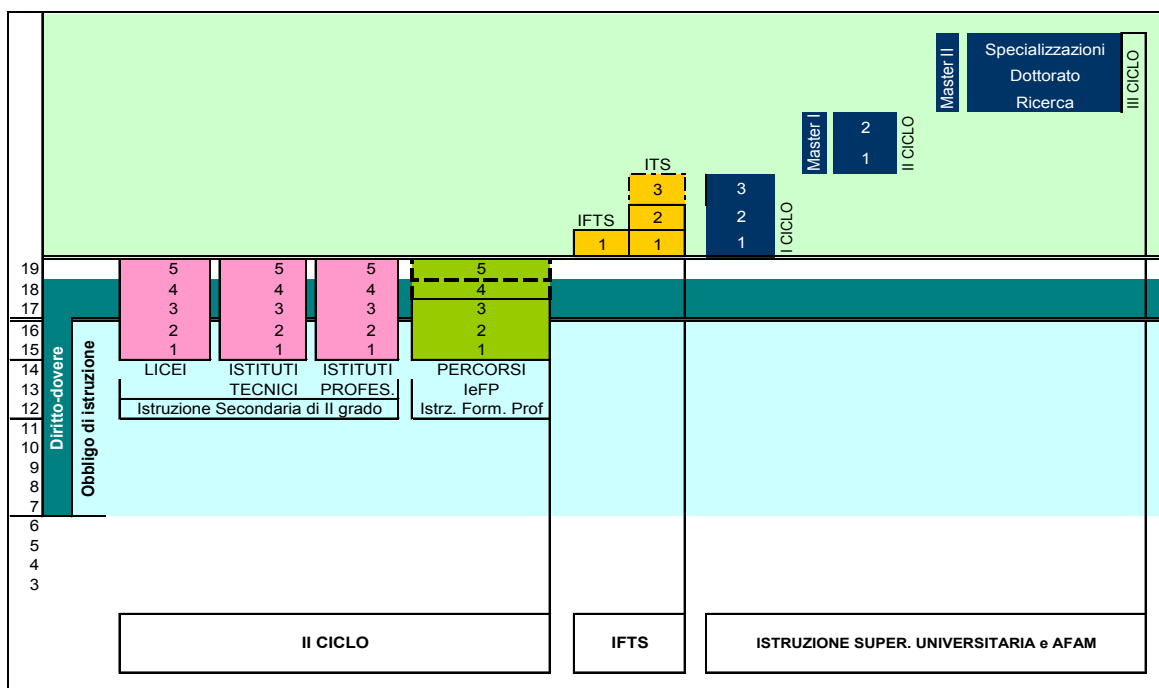 Specializzazioni
Dottorato
Ricerca
Master II
III CICLO
Master I
2
1
II CICLO
ITS
3
2
1
IFTS
1
3
2
1
I CICLO
19 5 5 5 5
18 4 4 4 4
17 3 3 3 3
16 2 2 2 2
15 1 1 1 1
14 LICEI ISTITUTI ISTITUTI PERCORSI
13 TECNICI PROFES. IeFP
12 Istruzione Secondaria di II grado Istrz. Form. Prof
11
10
9
8
7
6
5
4
3
Diritto-dovere
Obbligo di istruzione
II CICLO
IFTS
ISTRUZIONE SUPER. UNIVERSITARIA e AFAM